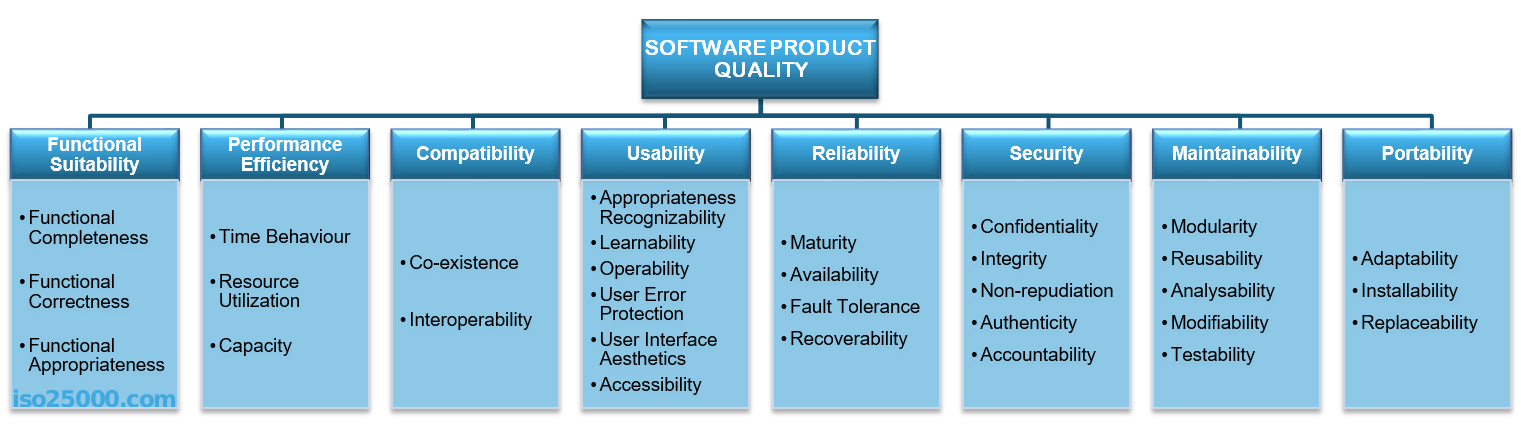 SOFTWARE PRODUCT
QUALITY
Functional
Suitability
• Functional
Completeness
• Functional
Correctness
• Functional
Appropriateness
iso25000.com
Performance
Efficiency
• Time Behaviour
• Resource
Utilization
• Capacity
Compatibility
• Co-existence
• Interoperability
Usability
• Appropriateness
Recognizability
• Learnability
• Operability
• User Error
Protection
• User Interface
Aesthetics
• Accessibility
Reliability
• Maturity
• Availability
• Fault Tolerance
• Recoverability
Security
• Confidentiality
• Integrity
• Non-repudiation
• Authenticity
• Accountability
Maintainability
• Modularity
• Reusability
• Analysability
• Modifiability
• Testability
Portability
• Adaptability
• Installability
• Replaceability